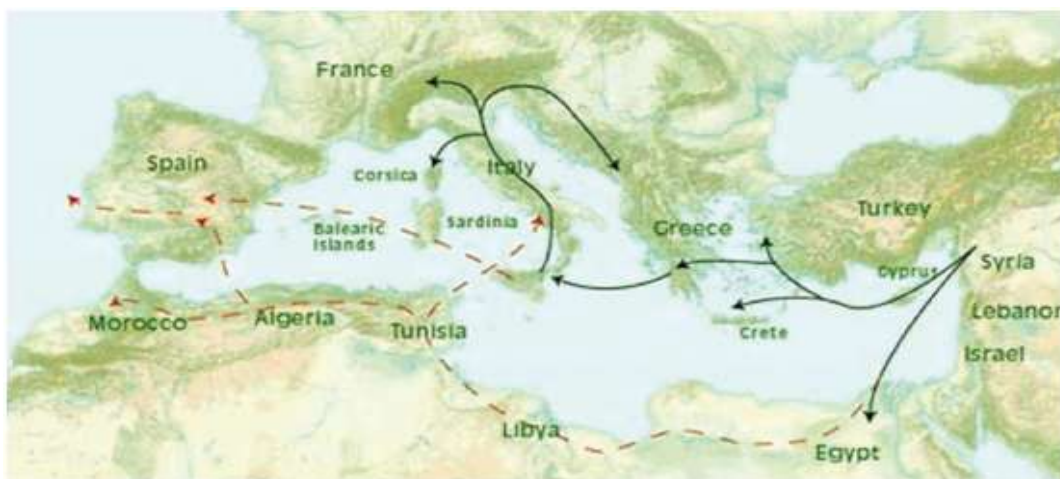 France
Spain
Corsica
Italy
Balearic
Islands
Sardinia
Greece
Turkey
Cyprus
Syria
Lebanon
Israel
Crete
Morocco
Algeria
Tunisia
Libya
Egypt